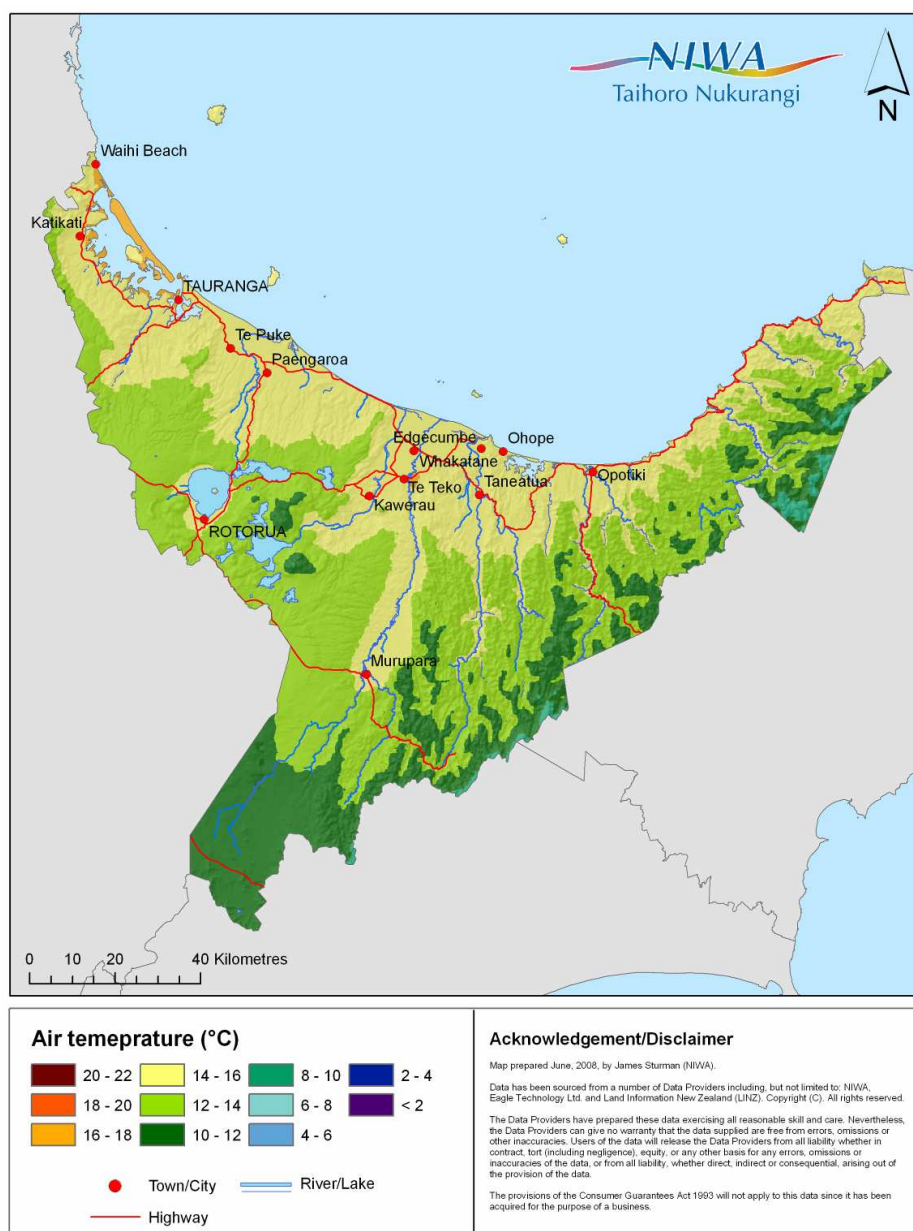 NIWA
Taihoro Nukurangi
N
Waihi Beach
Katikati
TAURANGA
Te Puke
Paengaroa
Edgecumbe
Ohope
Whakatane
Opotiki
Te Teko
Taneatua
Kawerau
ROTORUA
Murupara
0 10 20 40 Kilometres
Air temeprature (°C)
20 - 22 14 - 16 8 - 10 2 - 4
18 - 20 12 - 14 6 - 8 < 2
16 - 18 10 - 12 4 - 6
Town/City River/Lake
Highway
Acknowledgement/Disclaimer
Map prepared June, 2008, by James Sturman (NIWA).
Data has been sourced from a number of Data Providers including, but not limited to: NIWA,
Eagle Technology Ltd. and Land Information New Zealand (LINZ). Copyright (C). All rights reserved.
The Data Providers have prepared these data exercising all reasonable skill and care. Nevertheless,
the Data Providers can give no warranty that the data supplied are free from errors, omissions or
other inaccuracies. Users of the data will release the Data Providers from all liability whether in
contract, tort (including negligence), equity, or any other basis for any errors, omissions or
inaccuracies of the data, or from all liability, whether direct, indirect or consequential, arising out of
the provision of the data.
The provisions of the Consumer Guarantees Act 1993 will not apply to this data since it has been
acquired for the purpose of a business.